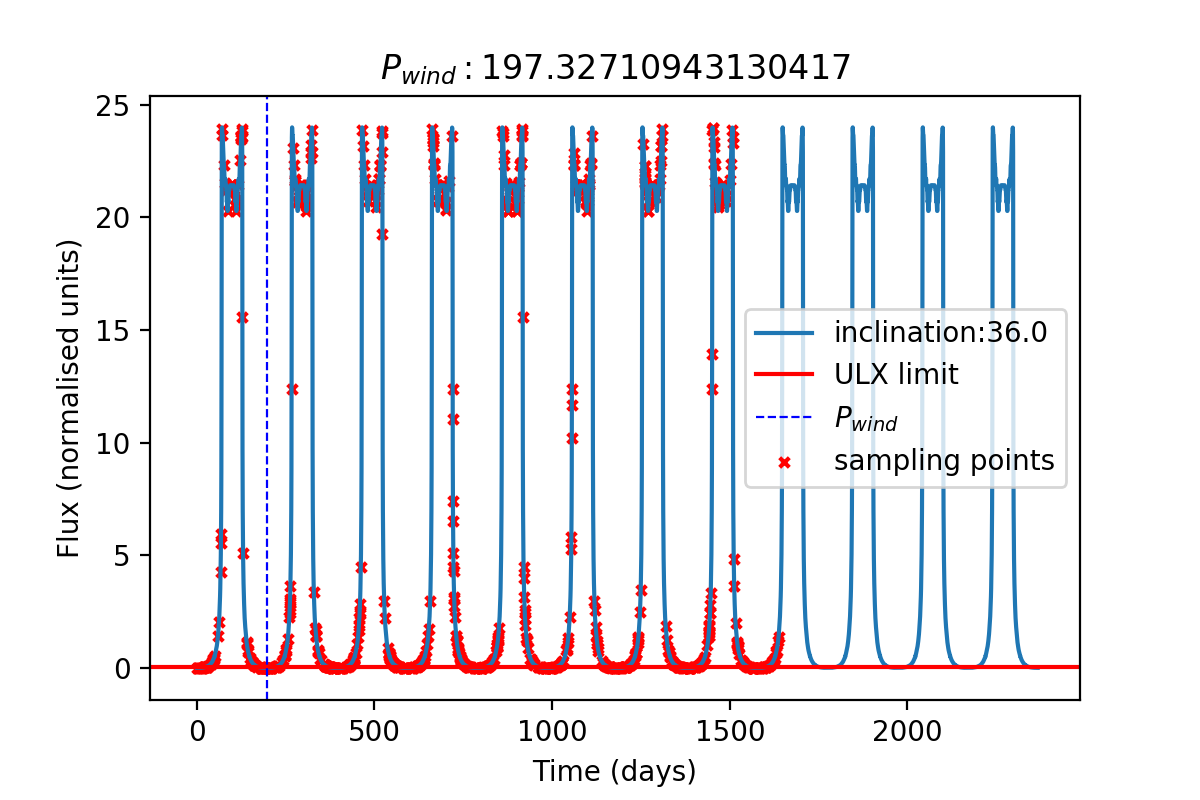 P_wind : 197.32710943130417
25
20
15
10
5
0
Flux (normalised units)
inclination:36.0
ULX limit
P_wind
sampling points
0 500 1000 1500 2000
Time (days)